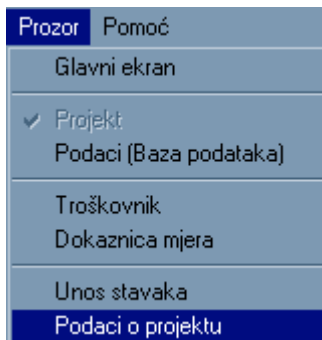 Prozor Pomoć
Glavni ekran
Projekt
Podaci (Baza podataka)
Troškovnik
Dokaznica mjera
Unos stavaka
Podaci o projektu